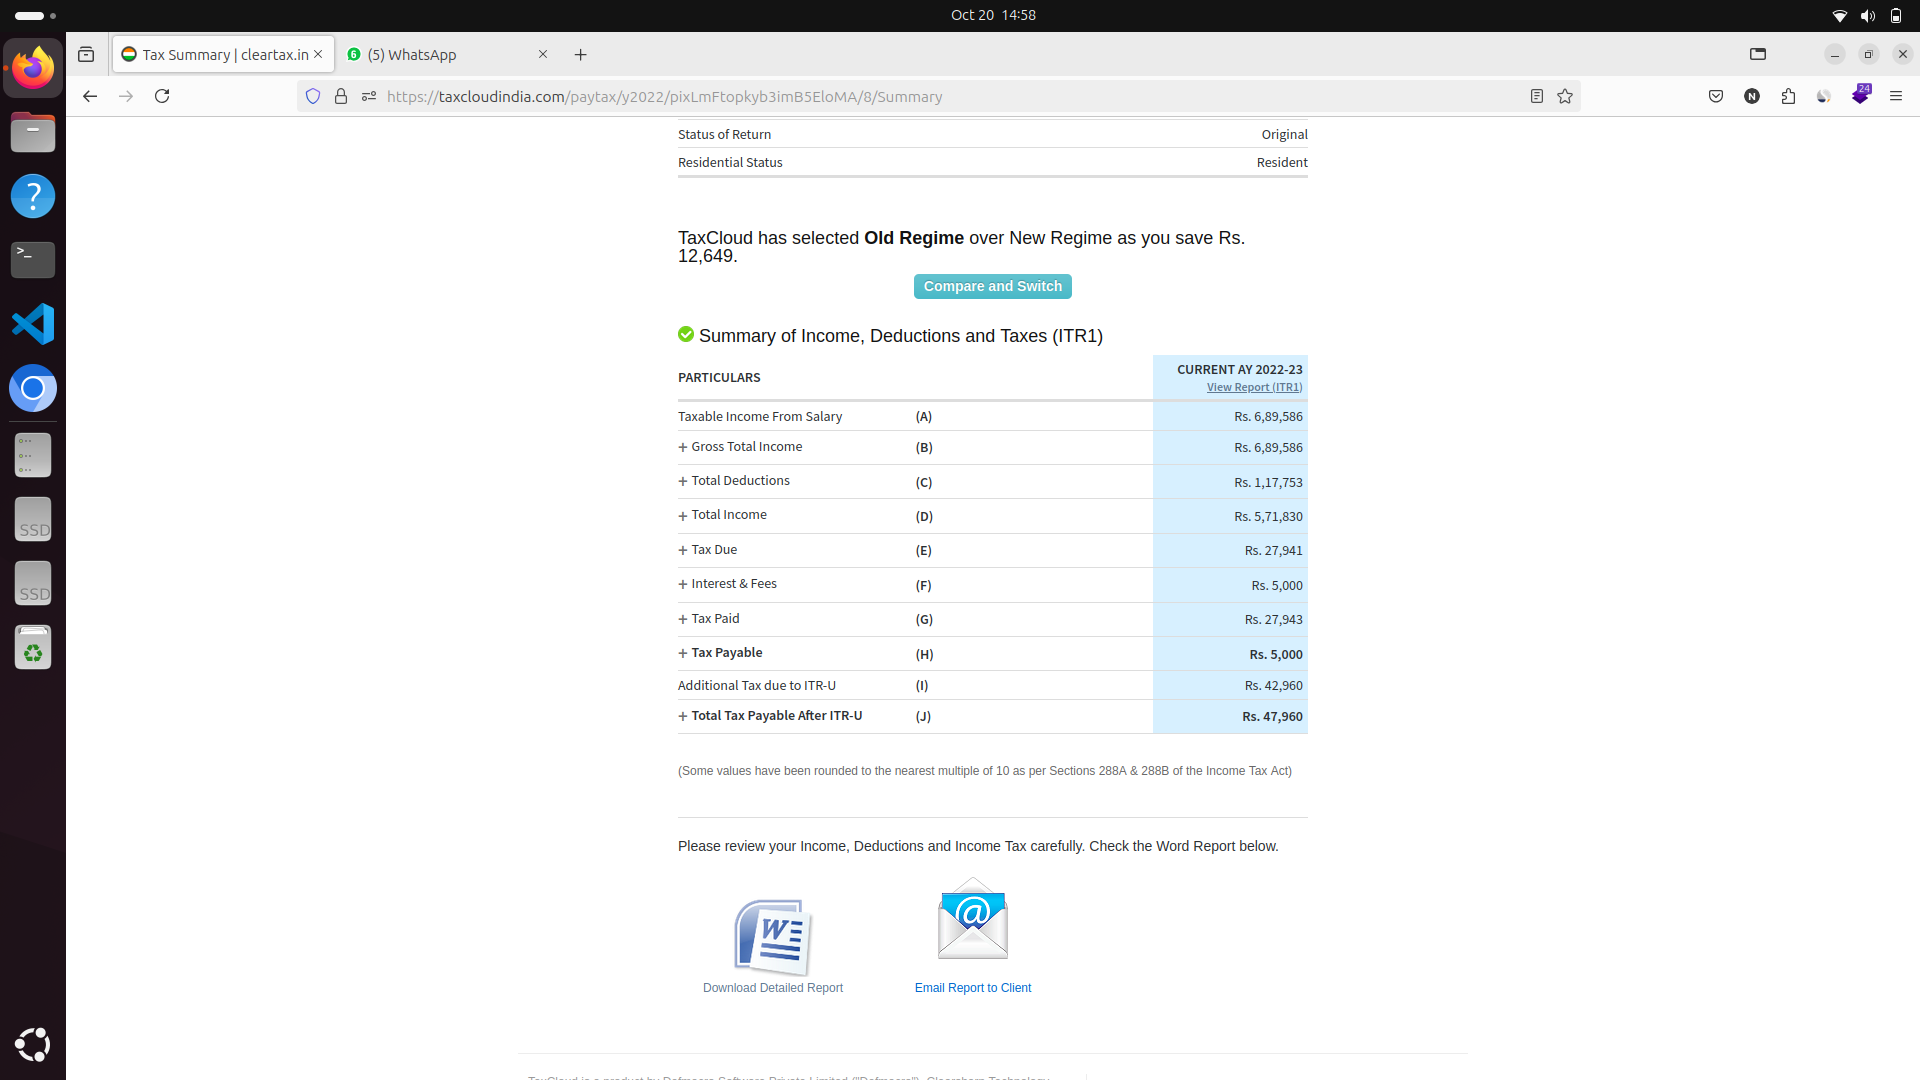 Oct 20 14:58
Tax Summary | cleartax.in
6
(5) WhatsApp
https://taxcloudindia.com/paytax/y2022/pixLmFtopkyb3imB5EloMA/8/Summary
N
24
Status of Return Original
Residential Status Resident
TaxCloud has selected Old Regime over New Regime as you save Rs.
12,649.
Compare and Switch
Summary of Income, Deductions and Taxes (ITR1)
PARTICULARS
CURRENT AY 2022-23
View Report (ITR1)
Taxable Income From Salary (A) Rs. 6,89,586
+ Gross Total Income (B) Rs. 6,89,586
+ Total Deductions (C) Rs. 1,17,753
+ Total Income (D) Rs. 5,71,830
+ Tax Due (E) Rs. 27,941
+ Interest & Fees (F) Rs. 5,000
+ Tax Paid (G) Rs. 27,943
+ Tax Payable (H) Rs. 5,000
Additional Tax due to ITR-U (I) Rs. 42,960
+ Total Tax Payable After ITR-U (J) Rs. 47,960
(Some values have been rounded to the nearest multiple of 10 as per Sections 288A & 288B of the Income Tax Act)
Please review your Income, Deductions and Income Tax carefully. Check the Word Report below.
W
@
Download Detailed Report
Email Report to Client
?
>_
SSD
SSD